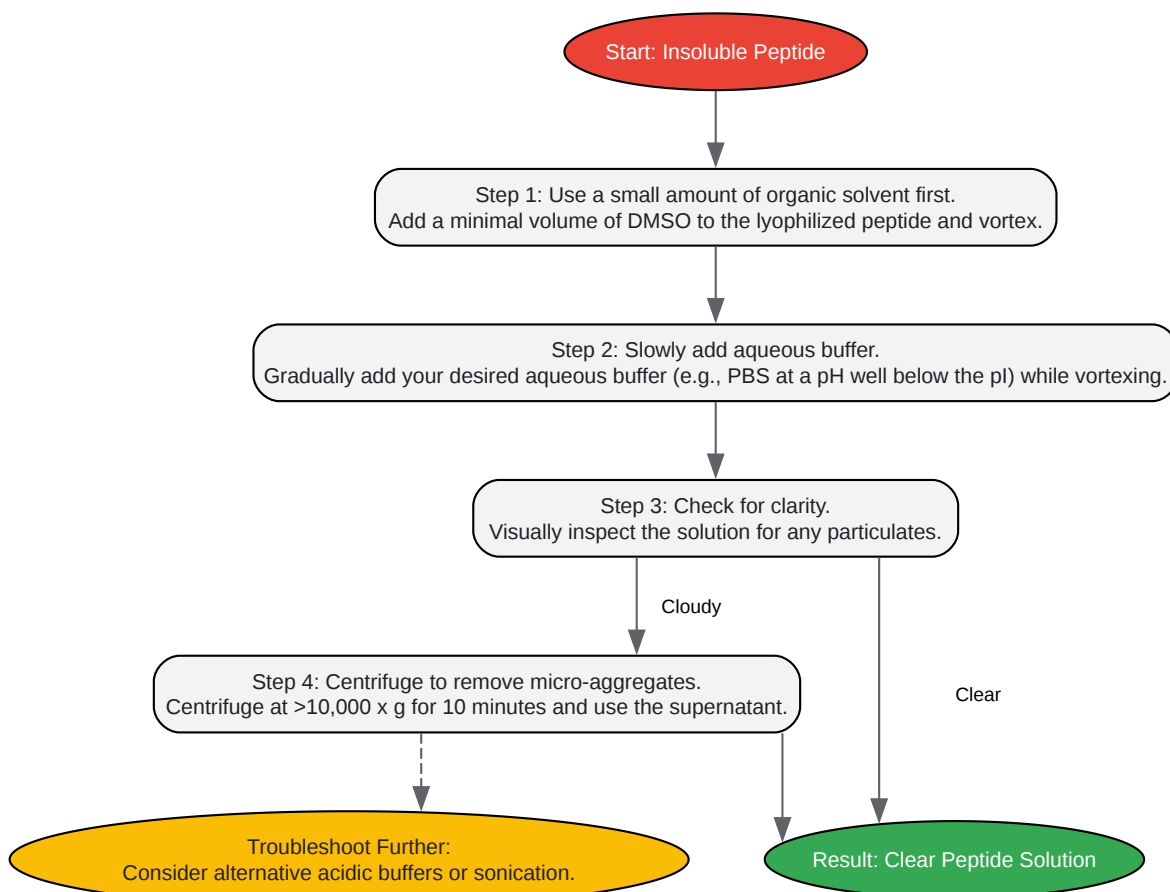 Start: Insoluble Peptide
Step 1: Use a small amount of organic solvent first.
Add a minimal volume of DMSO to the lyophilized peptide and vortex.
Step 2: Slowly add aqueous buffer.
Gradually add your desired aqueous buffer (e.g., PBS at a pH well below the pI) while vortexing.
Step 3: Check for clarity.
Visually inspect the solution for any particulates.
Cloudy
Step 4: Centrifuge to remove micro-aggregates.
Centrifuge at >10,000 x g for 10 minutes and use the supernatant.
Clear
Troubleshoot Further:
Consider alternative acidic buffers or sonication.
Result: Clear Peptide Solution